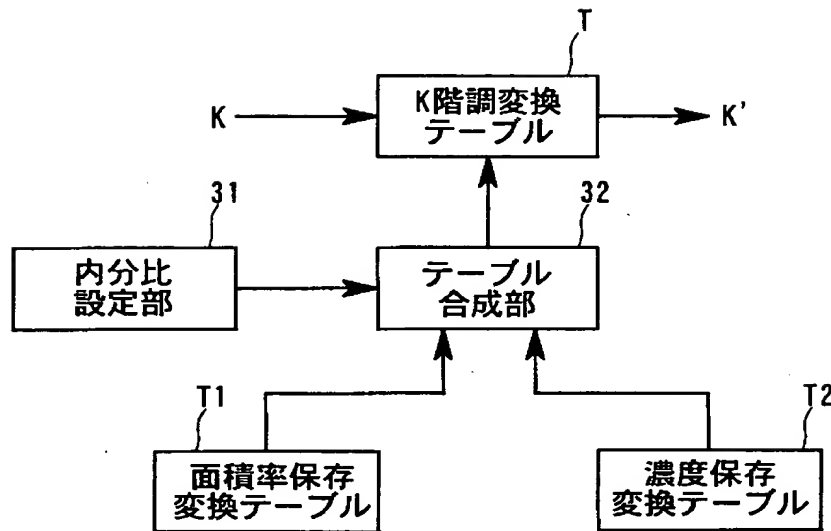 T
K階調変換
テーブル
K
K'
31
32
内分比
設定部
テーブル
合成部
T1
T2
面積率保存
変換テーブル
濃度保存
変換テーブル